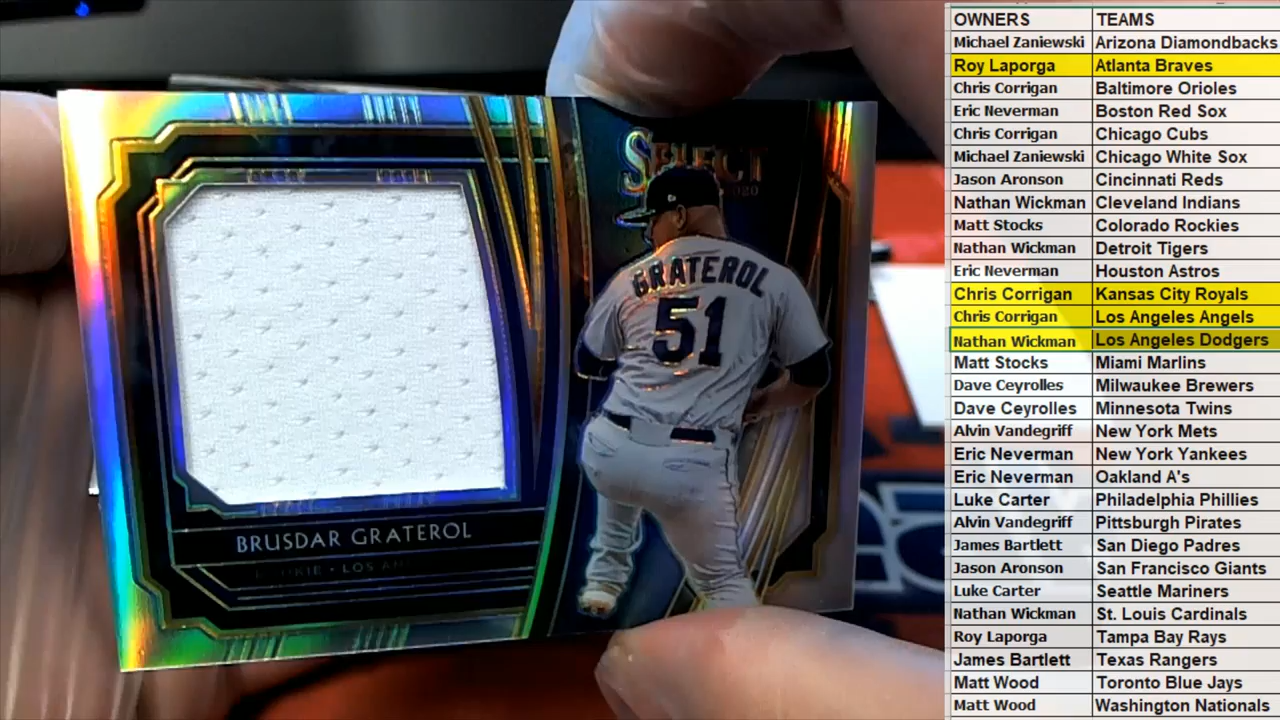 SELECT
2020
GRATEROL
51
BRUSDAR GRATEROL
ROOKIE • LOS AN
OWNERS TEAMS
Michael Zaniewski Arizona Diamondbacks
Roy Laporga Atlanta Braves
Chris Corrigan Baltimore Orioles
Eric Neverman Boston Red Sox
Chris Corrigan Chicago Cubs
Michael Zaniewski Chicago White Sox
Jason Aronson Cincinnati Reds
Nathan Wickman Cleveland Indians
Matt Stocks Colorado Rockies
Nathan Wickman Detroit Tigers
Eric Neverman Houston Astros
Chris Corrigan Kansas City Royals
Chris Corrigan Los Angeles Angels
Nathan Wickman Los Angeles Dodgers
Matt Stocks Miami Marlins
Dave Ceyrolles Milwaukee Brewers
Dave Ceyrolles Minnesota Twins
Alvin Vandegriff New York Mets
Eric Neverman New York Yankees
Eric Neverman Oakland A's
Luke Carter Philadelphia Phillies
Alvin Vandegriff Pittsburgh Pirates
James Bartlett San Diego Padres
Jason Aronson San Francisco Giants
Luke Carter Seattle Mariners
Nathan Wickman St. Louis Cardinals
Roy Laporga Tampa Bay Rays
James Bartlett Texas Rangers
Matt Wood Toronto Blue Jays
Matt Wood Washington Nationals